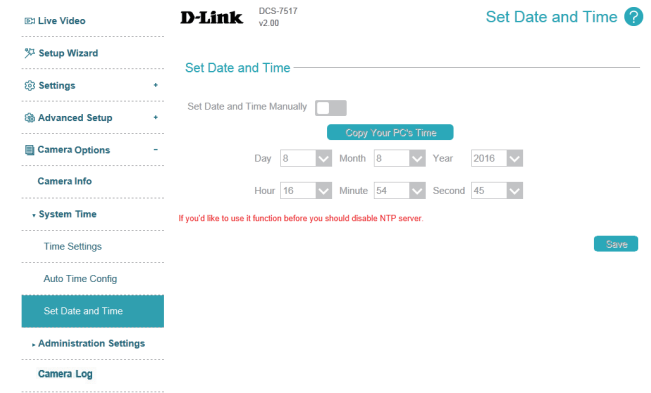 Live Video
Setup Wizard
Settings +
Advanced Setup +
Camera Options -
Camera Info
System Time
Time Settings
Auto Time Config
Set Date and Time
Administration Settings
Camera Log
D-Link DCS-7517
v2.00
Set Date and Time ?
Set Date and Time
Set Date and Time Manually
Copy Your PC's Time
Day 8 Month 8 Year 2016
Hour 16 Minute 54 Second 45
If you'd like to use it function before you should disable NTP server.
Save